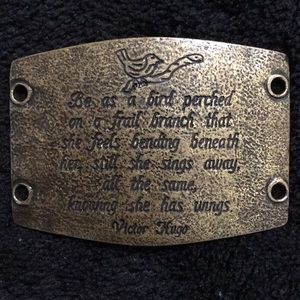 Be as a bird perched
on a frail branch that
she feels bending beneath
her, still she sings away
all the same,
knowing she has wings
Victor Hugo